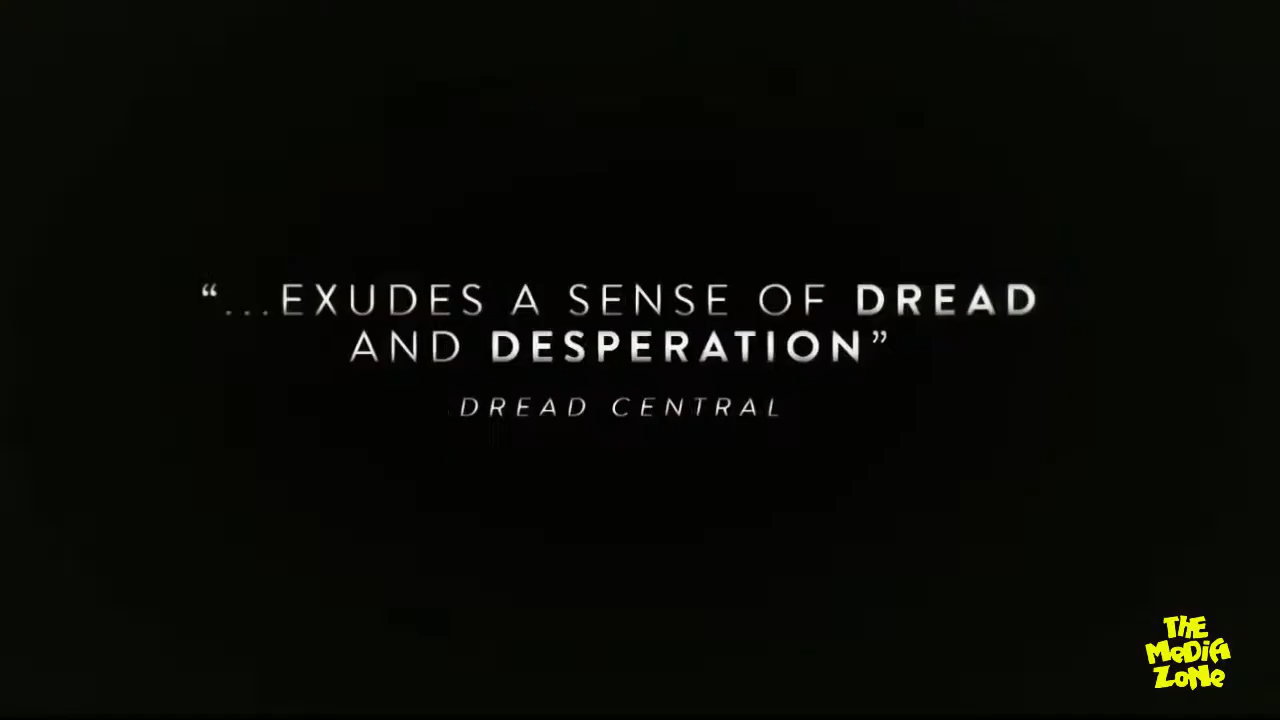 “...EXUDES A SENSE OF DREAD
AND DESPERATION”
DREAD CENTRAL
THE
MeDiA
ZoNe